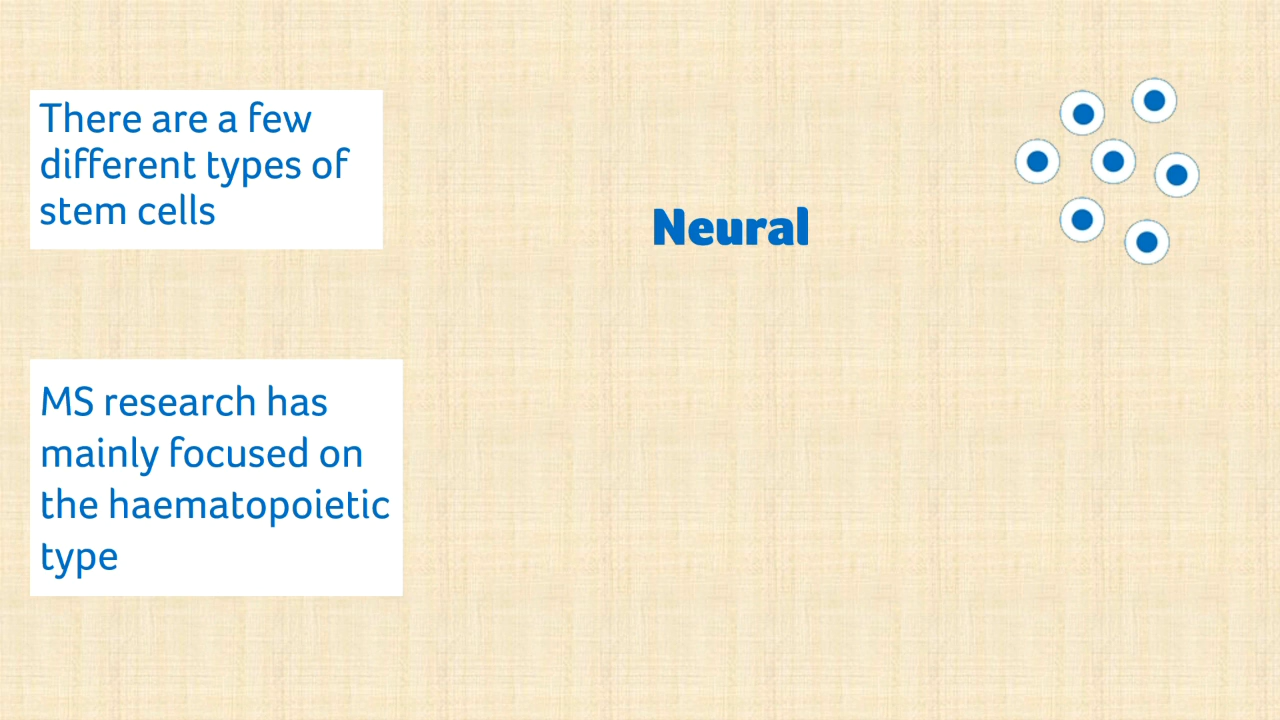 There are a few
different types of
stem cells
Neural
MS research has
mainly focused on
the haematopoietic
type